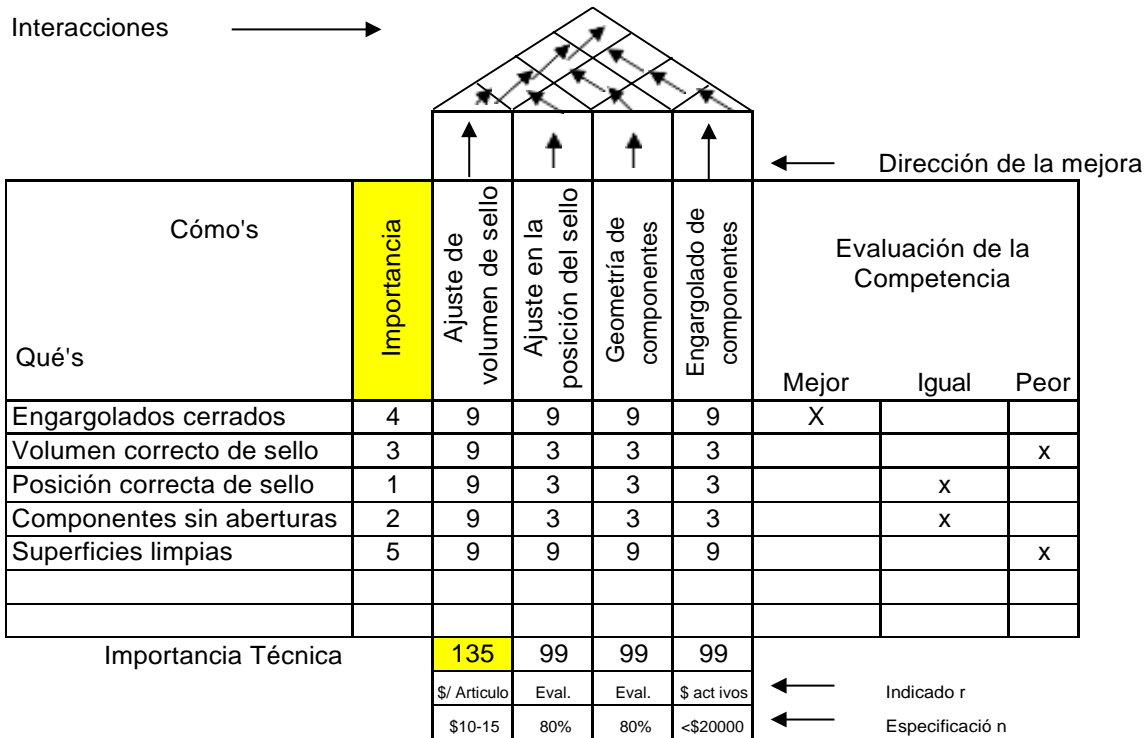 Interacciones
Dirección de la mejora
Cómo's
Qué's
Importancia
Ajuste de
volumen de sello
Ajuste en la
posición del sello
Geometría de
componentes
Engargolado de
componentes
Evaluación de la
Competencia
Mejor Igual Peor
Engargolados cerrados 4 9 9 9 9 X
Volumen correcto de sello 3 9 3 3 3 x
Posición correcta de sello 1 9 3 3 3 x
Componentes sin aberturas 2 9 3 3 3 x
Superficies limpias 5 9 9 9 9 x
Importancia Técnica 135 99 99 99
$/ Articulo Eval. Eval. $ act ivos Indicado r
$10-15 80% 80% <$20000 Especificació n